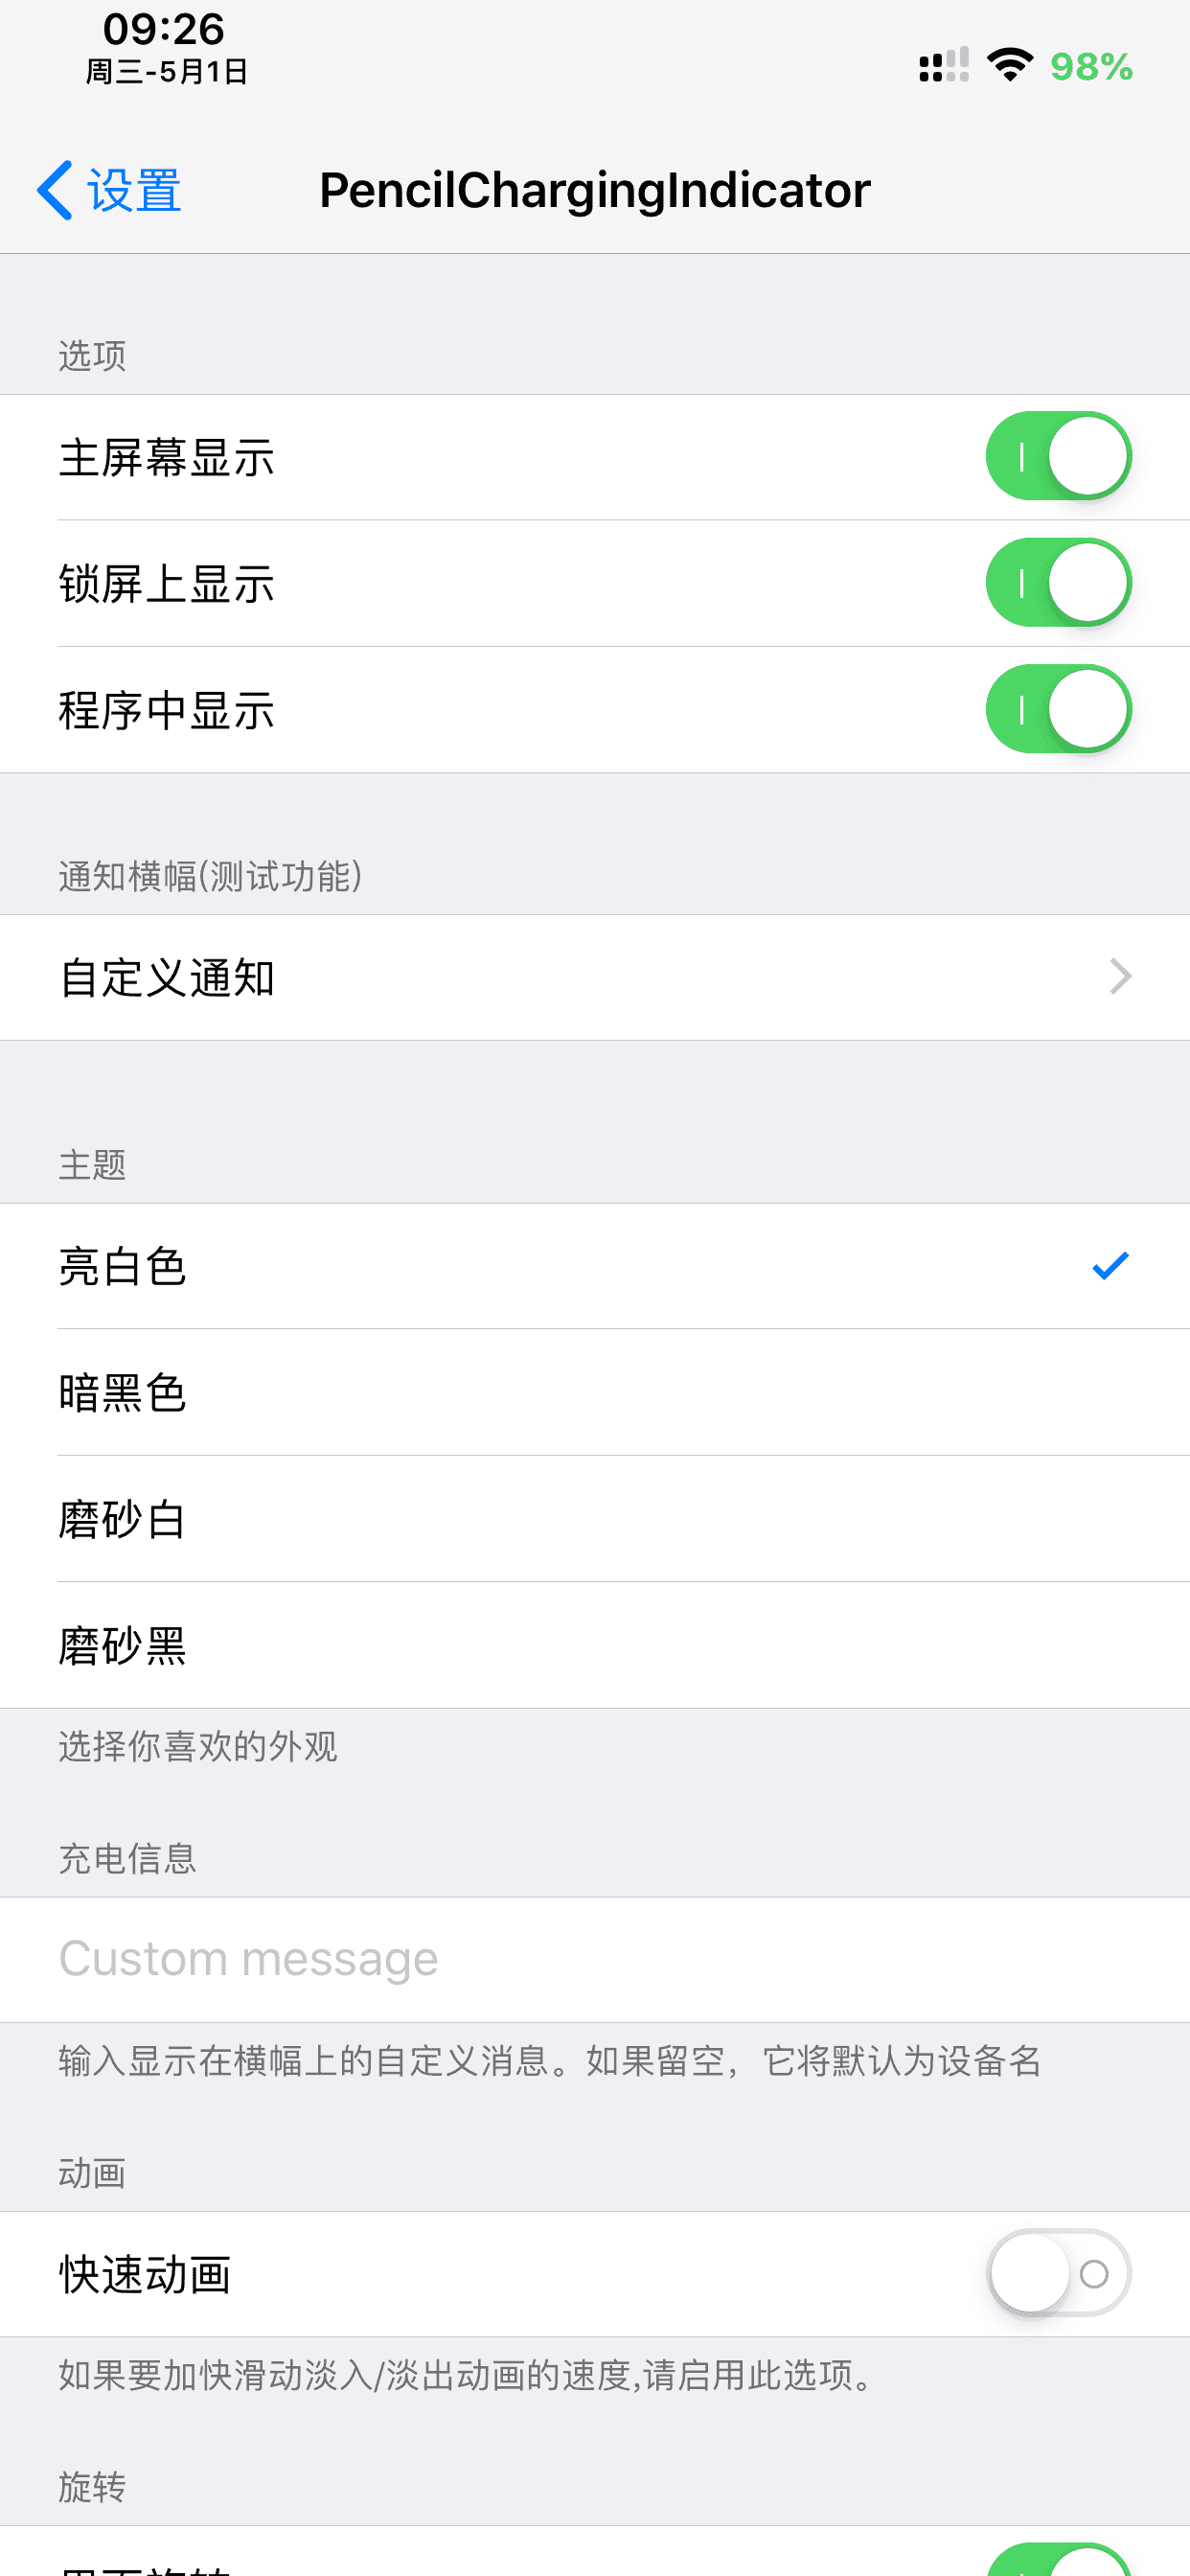 09:26
周三-5月1日
98%
设置
PencilChargingIndicator
选项
主屏幕显示
锁屏上显示
程序中显示
通知横幅(测试功能)
自定义通知
主题
亮白色
暗黑色
磨砂白
磨砂黑
选择你喜欢的外观
充电信息
Custom message
输入显示在横幅上的自定义消息。如果留空，它将默认为设备名
动画
快速动画
如果要加快滑动淡入/淡出动画的速度,请启用此选项。
旋转